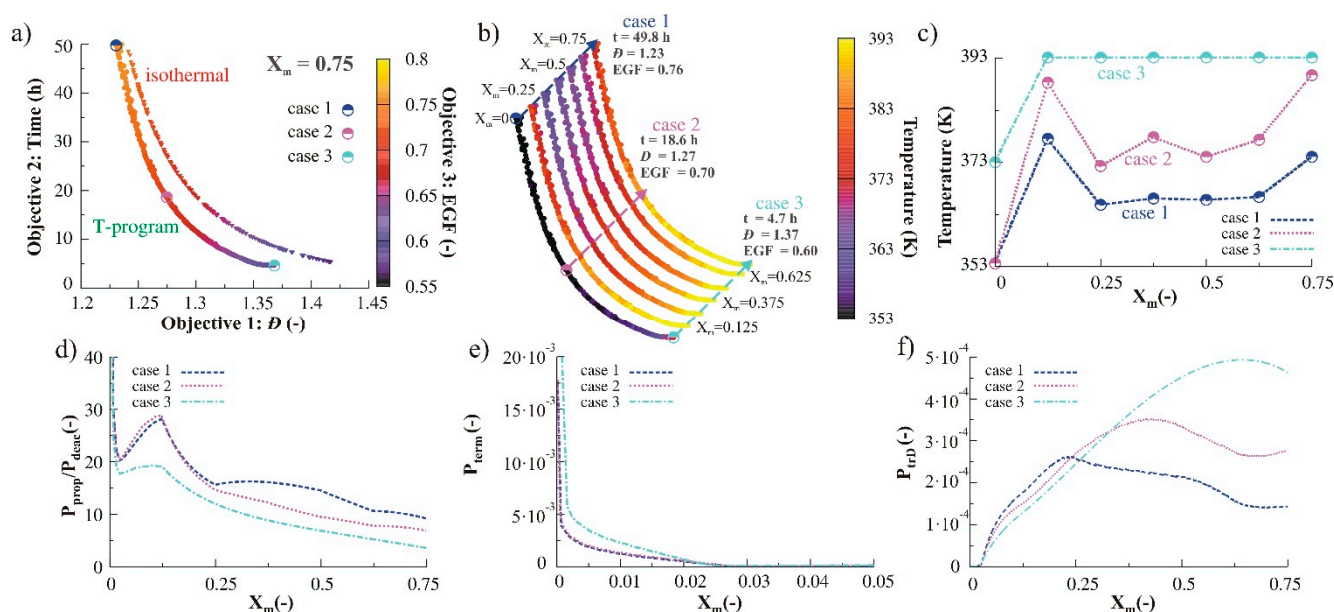 a)
Objective 2: Time (h)
50
40
30
20
10
0
isothermal
T-program
X_m = 0.75
case 1
case 2
case 3
1.2
1.25
1.3
1.35
1.4
1.45
Objective 1: Đ (-)
0.8
0.75
0.7
0.65
0.6
0.55
Objective 3: EGF (-)
b)
X_m=0.75
X_m=0.5
X_m=0.25
X_m=0
case 1
t = 49.8 h
Đ = 1.23
EGF = 0.76
case 2
t = 18.6 h
Đ = 1.27
EGF = 0.70
case 3
t = 4.7 h
Đ = 1.37
EGF = 0.60
X_m=0.625
X_m=0.375
X_m=0.125
393
383
373
363
353
Temperature (K)
c)
Temperature (K)
393
373
353
case 3
case 2
case 1
case 1
case 2
case 3
0
0.25
0.5
0.75
X_m(-)
d)
P_prop/P_deac(-)
40
30
20
10
0
case 1
case 2
case 3
0
0.25
0.5
0.75
X_m(-)
e)
P_term(-)
20·10⁻³
15·10⁻³
10·10⁻³
5·10⁻³
0
case 1
case 2
case 3
0
0.01
0.02
0.03
0.04
0.05
X_m(-)
f)
P_trD(-)
5·10⁻⁴
4·10⁻⁴
3·10⁻⁴
2·10⁻⁴
1·10⁻⁴
0
case 1
case 2
case 3
0
0.25
0.5
0.75
X_m(-)